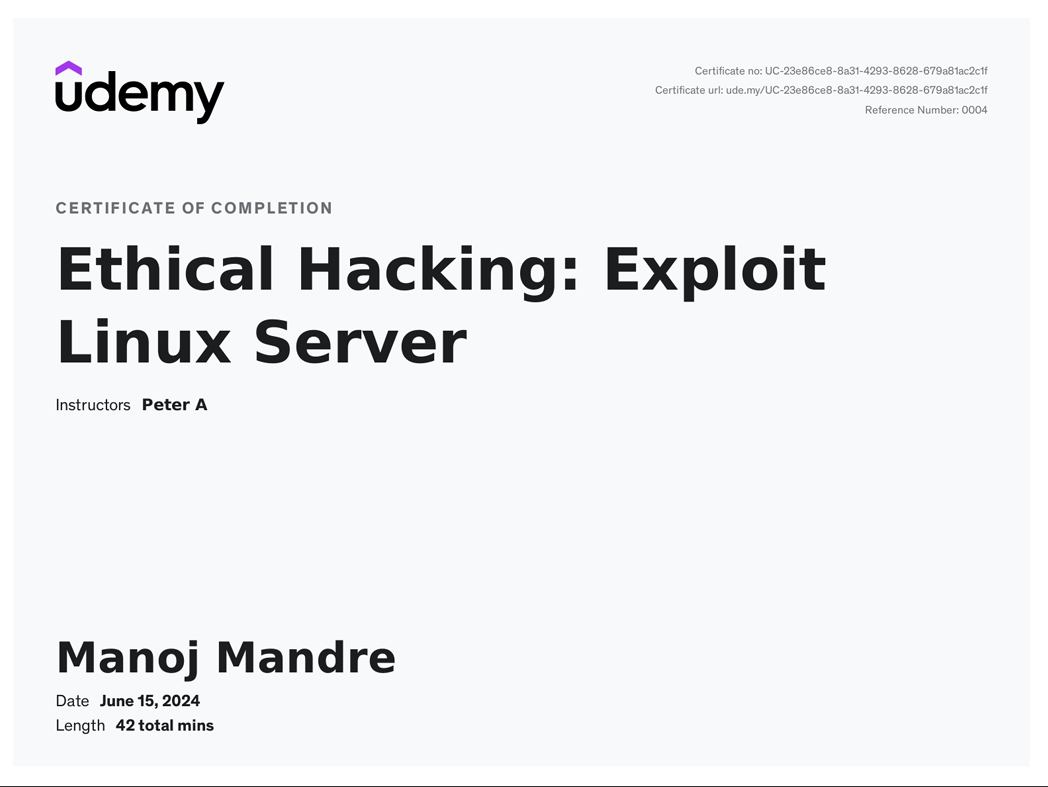 udemy
Certificate no: UC-23e86ce8-8a31-4293-8628-679a81ac2c1f
Certificate url: ude.my/UC-23e86ce8-8a31-4293-8628-679a81ac2c1f
Reference Number: 0004
CERTIFICATE OF COMPLETION
Ethical Hacking: Exploit
Linux Server
Instructors Peter A
Manoj Mandre
Date June 15, 2024
Length 42 total mins